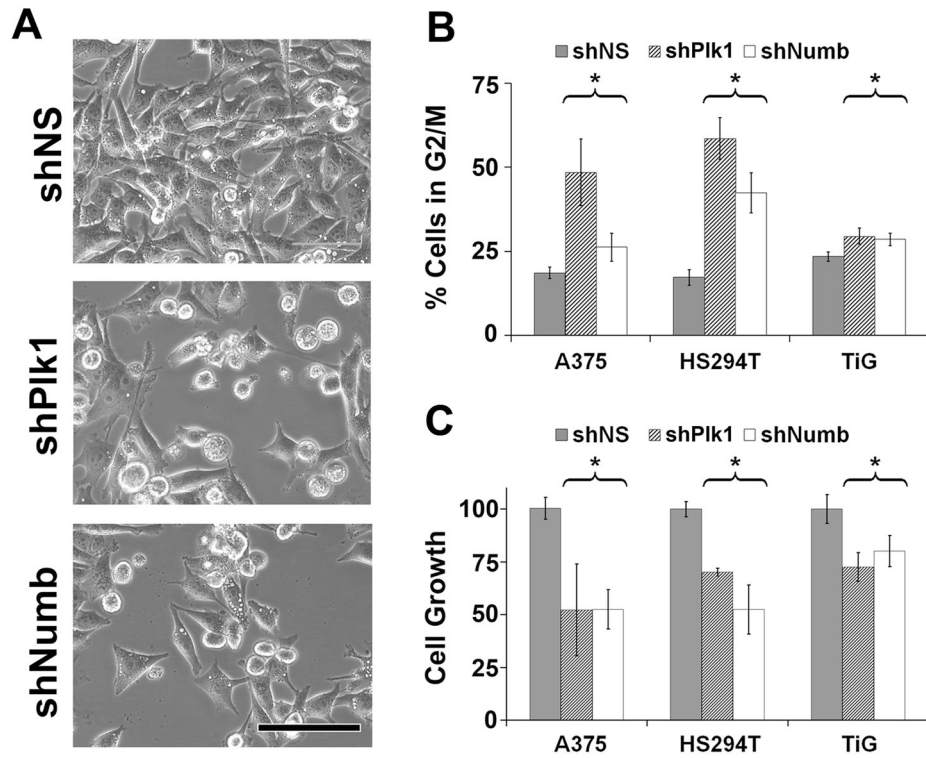 A
shNS
shPlk1
shNumb
B
shNS shPlk1 shNumb
* * *
% Cells in G2/M
75
50
25
0
A375 HS294T TiG
C
shNS shPlk1 shNumb
* * *
Cell Growth
100
75
50
25
0
A375 HS294T TiG